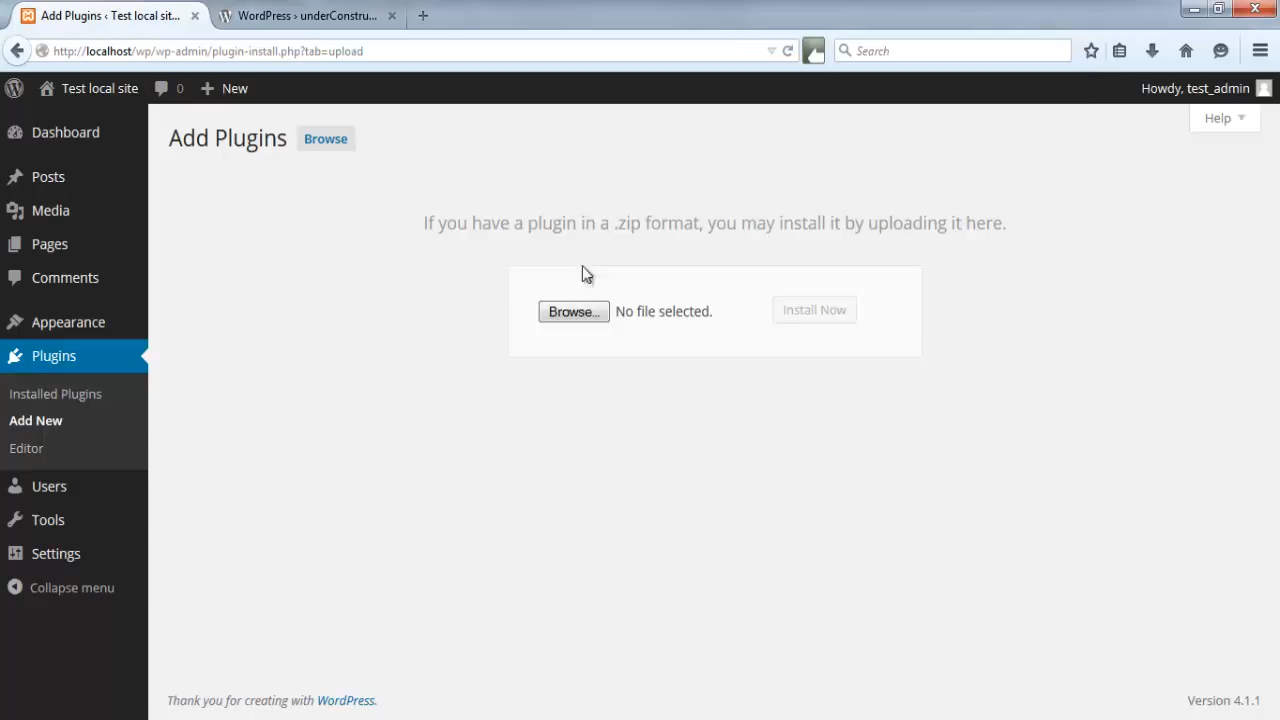 Add Plugins ‹ Test local sit...
WordPress › underConstru...
http://localhost/wp/wp-admin/plugin-install.php?tab=upload
Search
Test local site
0
New
Howdy, test_admin
Dashboard
Posts
Media
Pages
Comments
Appearance
Plugins
Installed Plugins
Add New
Editor
Users
Tools
Settings
Collapse menu
Help
Add Plugins
Browse
If you have a plugin in a .zip format, you may install it by uploading it here.
Browse... No file selected.
Install Now
Thank you for creating with WordPress.
Version 4.1.1